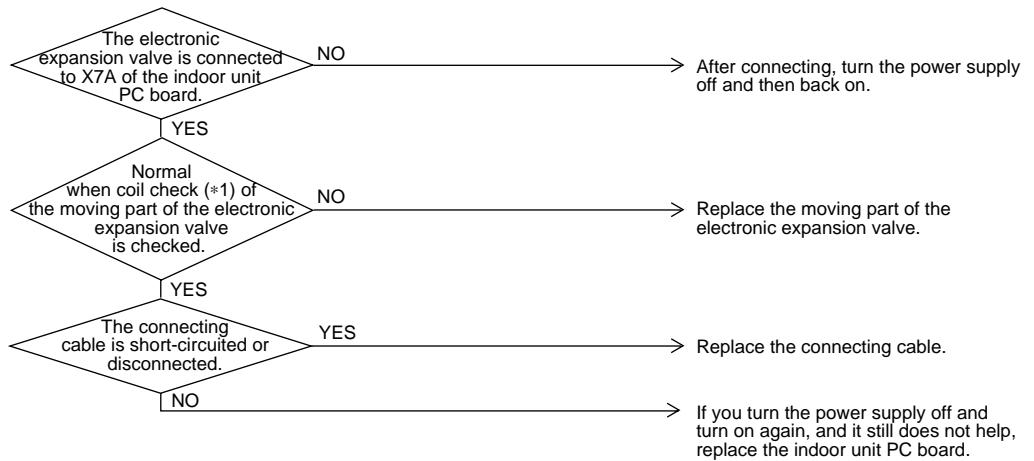 The electronic
expansion valve is connected
to X7A of the indoor unit
PC board.
NO
After connecting, turn the power supply
off and then back on.
YES
Normal
when coil check (∗1) of
the moving part of the electronic
expansion valve
is checked.
NO
Replace the moving part of the
electronic expansion valve.
YES
The connecting
cable is short-circuited or
disconnected.
YES
Replace the connecting cable.
NO
If you turn the power supply off and
turn on again, and it still does not help,
replace the indoor unit PC board.